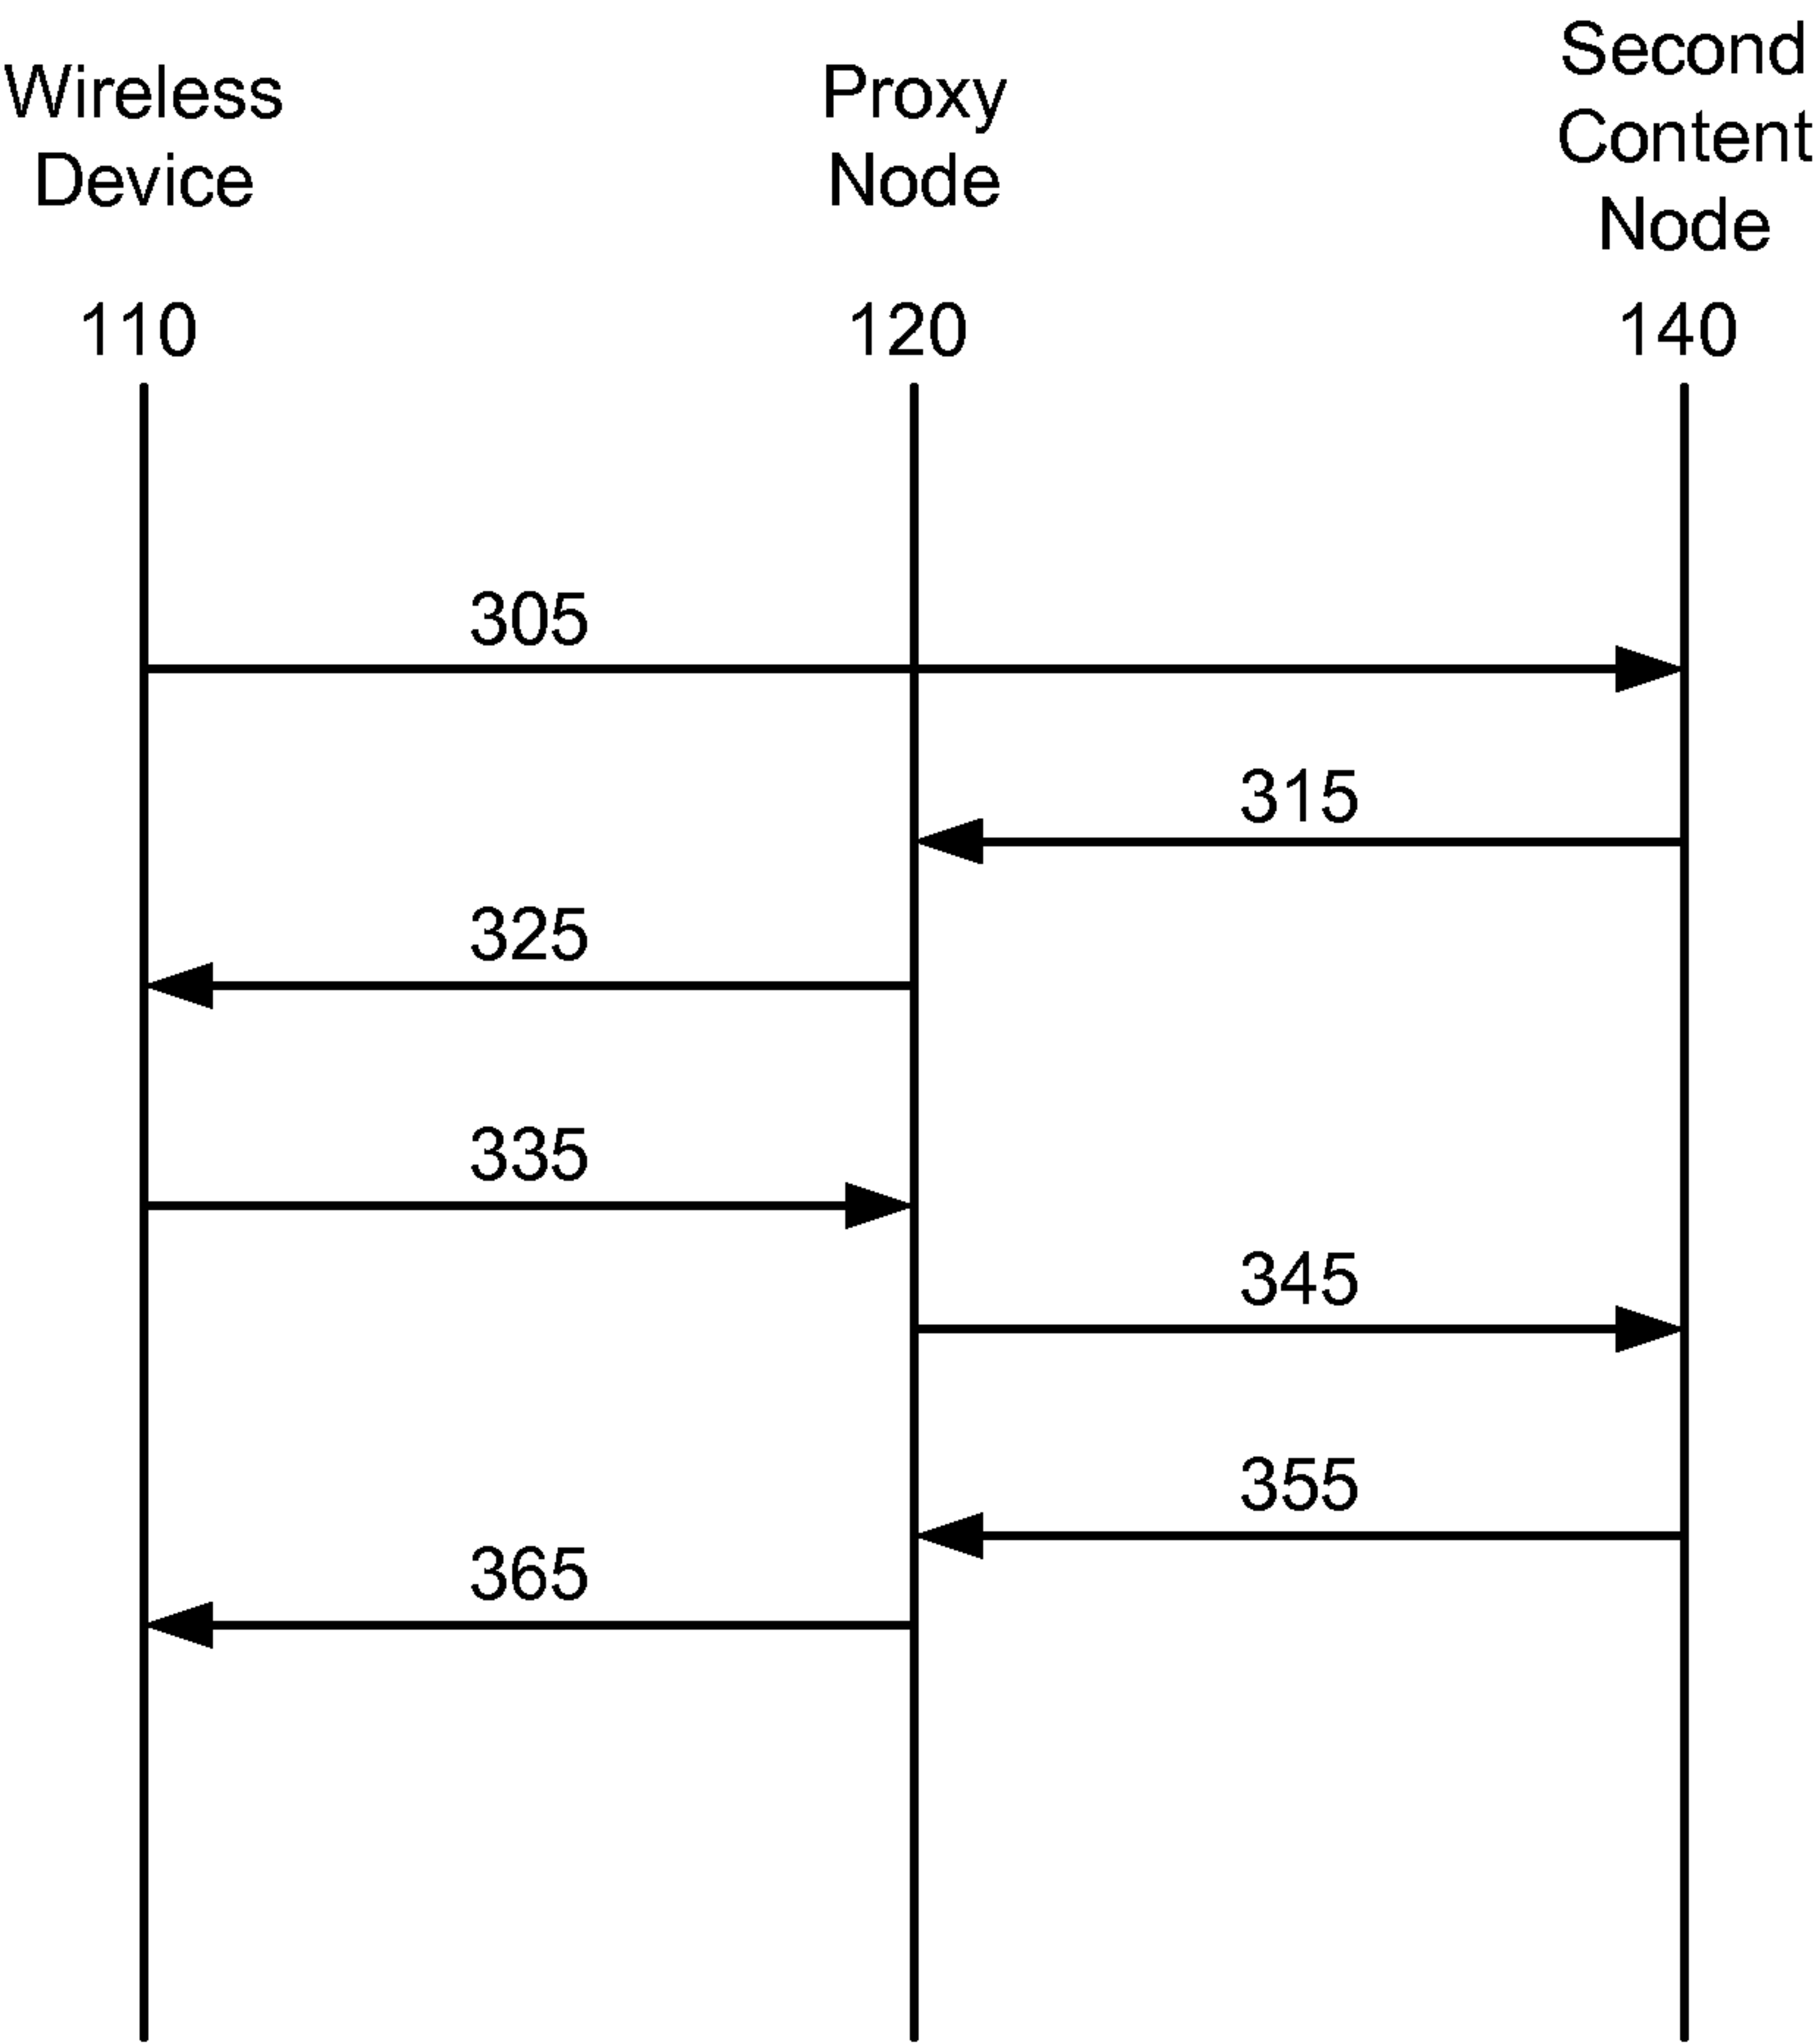 Wireless
Device
110
Proxy
Node
120
Second
Content
Node
140
305
315
325
335
345
355
365